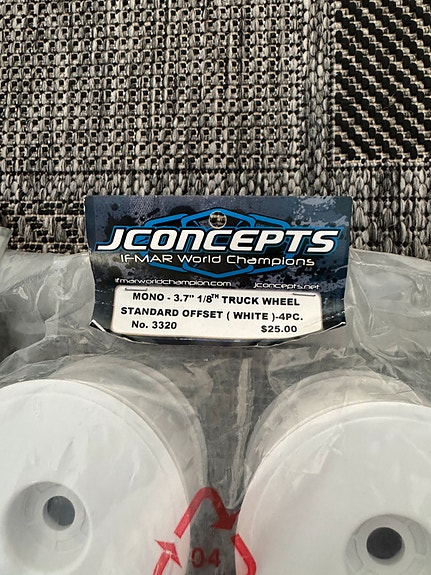 JCONCEPTS
IFMAR World Champions
ifmarworldchampion.com jconcepts.net
MONO - 3.7" 1/8TH TRUCK WHEEL
STANDARD OFFSET ( WHITE )-4PC.
No. 3320 $25.00
04